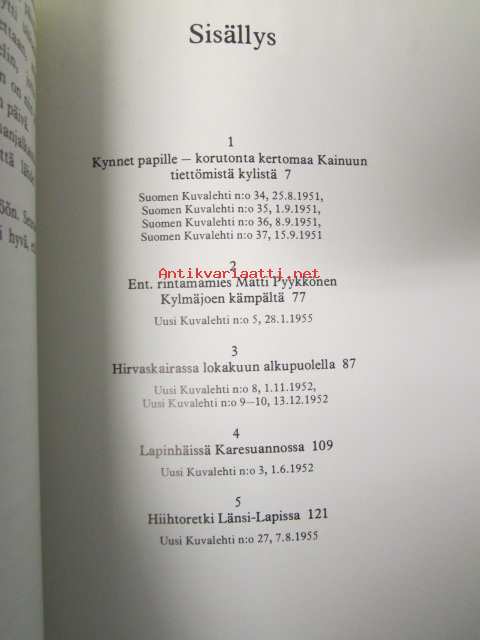 Sisällys
1
Kynnet papille — korutonta kertomaa Kainuun
tiettömistä kylistä 7
Suomen Kuvalehti n:o 34, 25.8.1951,
Suomen Kuvalehti n:o 35, 1.9.1951,
Suomen Kuvalehti n:o 36, 8.9.1951,
Suomen Kuvalehti n:o 37, 15.9.1951
2
Antikvariaatti.net
Ent. rintamamies Matti Pyykkönen
Kylmäjoen kämpältä 77
Uusi Kuvalehti n:o 5, 28.1.1955
3
Hirvaskairassa lokakuun alkupuolella 87
Uusi Kuvalehti n:o 8, 1.11.1952,
Uusi Kuvalehti n:o 9—10, 13.12.1952
4
Lapinhäissä Karesuannossa 109
Uusi Kuvalehti n:o 3, 1.6.1952
5
Hiihtoretki Länsi-Lapissa 121
Uusi Kuvalehti n:o 27, 7.8.1955